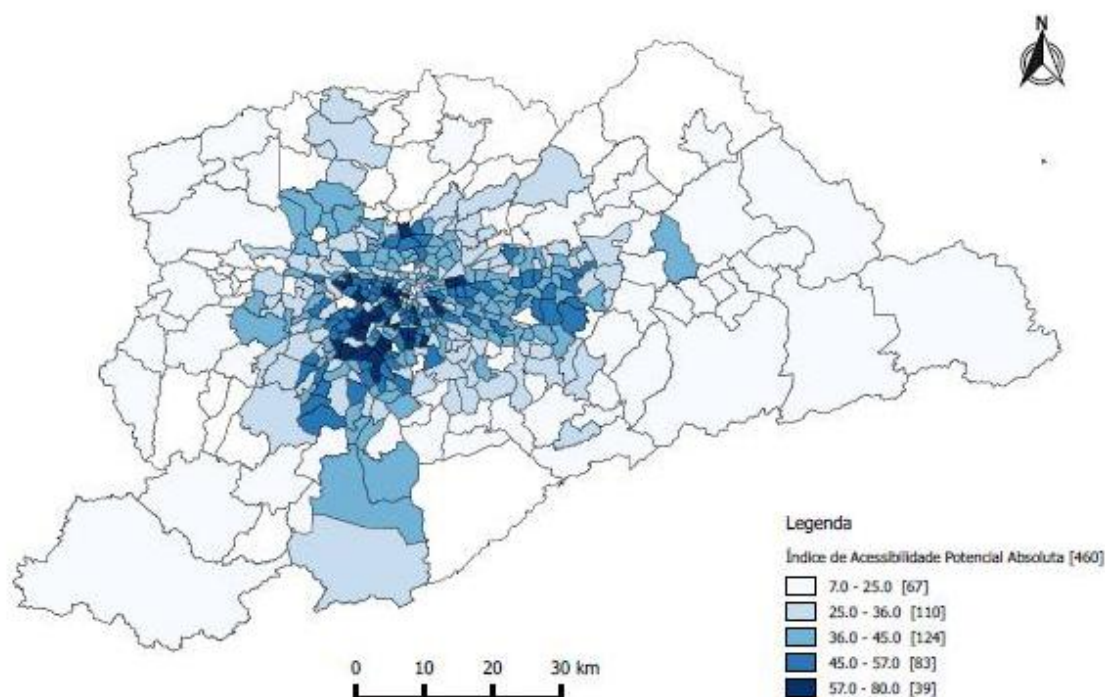 N
Legenda
Índice de Acessibilidade Potencial Absoluta [460]
7.0 - 25.0 [67]
25.0 - 36.0 [110]
36.0 - 45.0 [124]
45.0 - 57.0 [83]
57.0 - 80.0 [39]
0 10 20 30 km